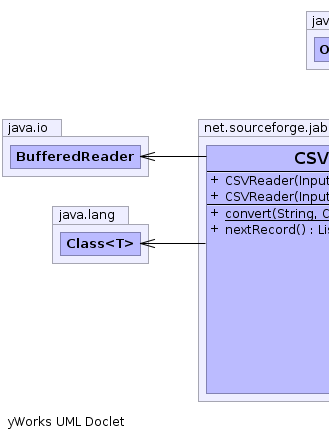 jav
O
java.io
BufferedReader
net.sourceforge.jab
CSV
+ CSVReader(Input
+ CSVReader(Input
+ convert(String, C
+ nextRecord() : Lis
java.lang
Class<T>
yWorks UML Doclet